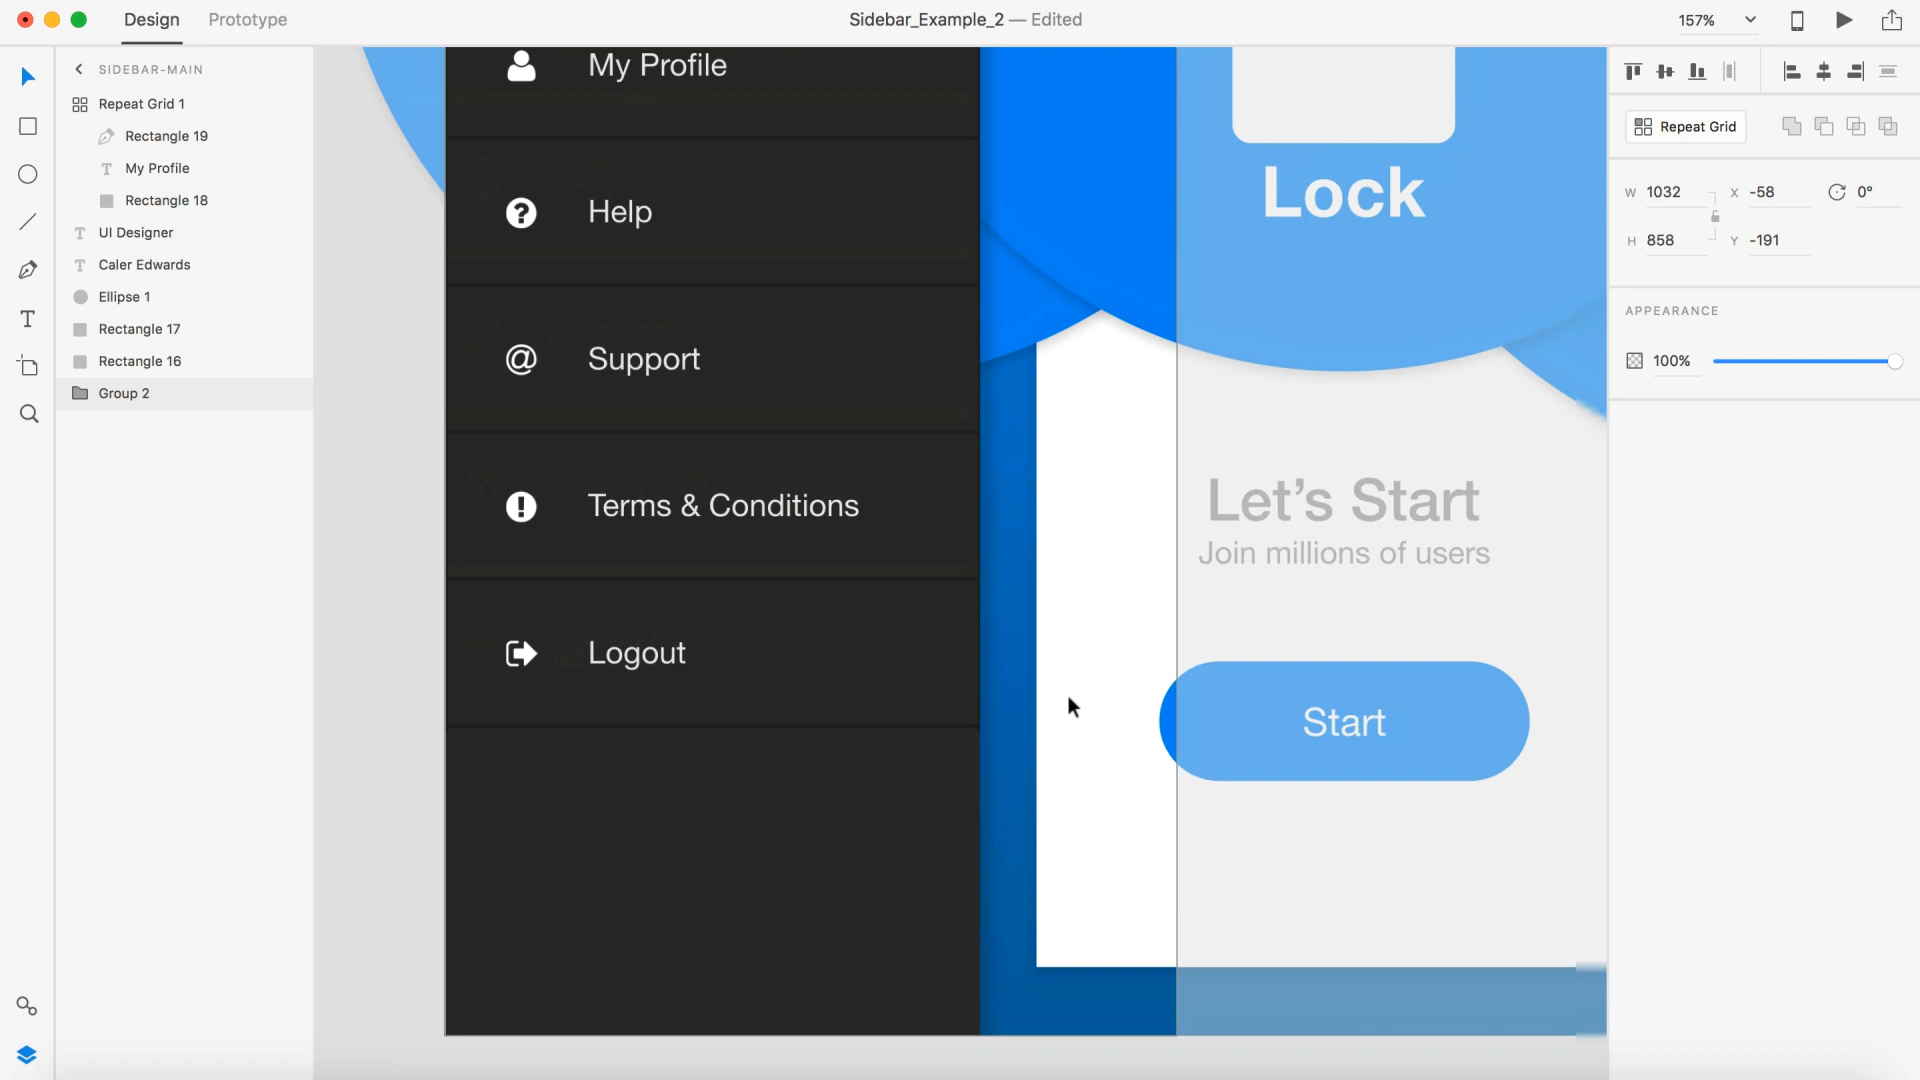 Design
Prototype
Sidebar_Example_2 — Edited
157%
SIDEBAR-MAIN
Repeat Grid 1
Rectangle 19
My Profile
Rectangle 18
UI Designer
Caler Edwards
Ellipse 1
Rectangle 17
Rectangle 16
Group 2
My Profile
Help
Support
Terms & Conditions
Logout
Lock
Let’s Start
Join millions of users
Start
Repeat Grid
W 1032
X -58
0°
H 858
Y -191
APPEARANCE
100%